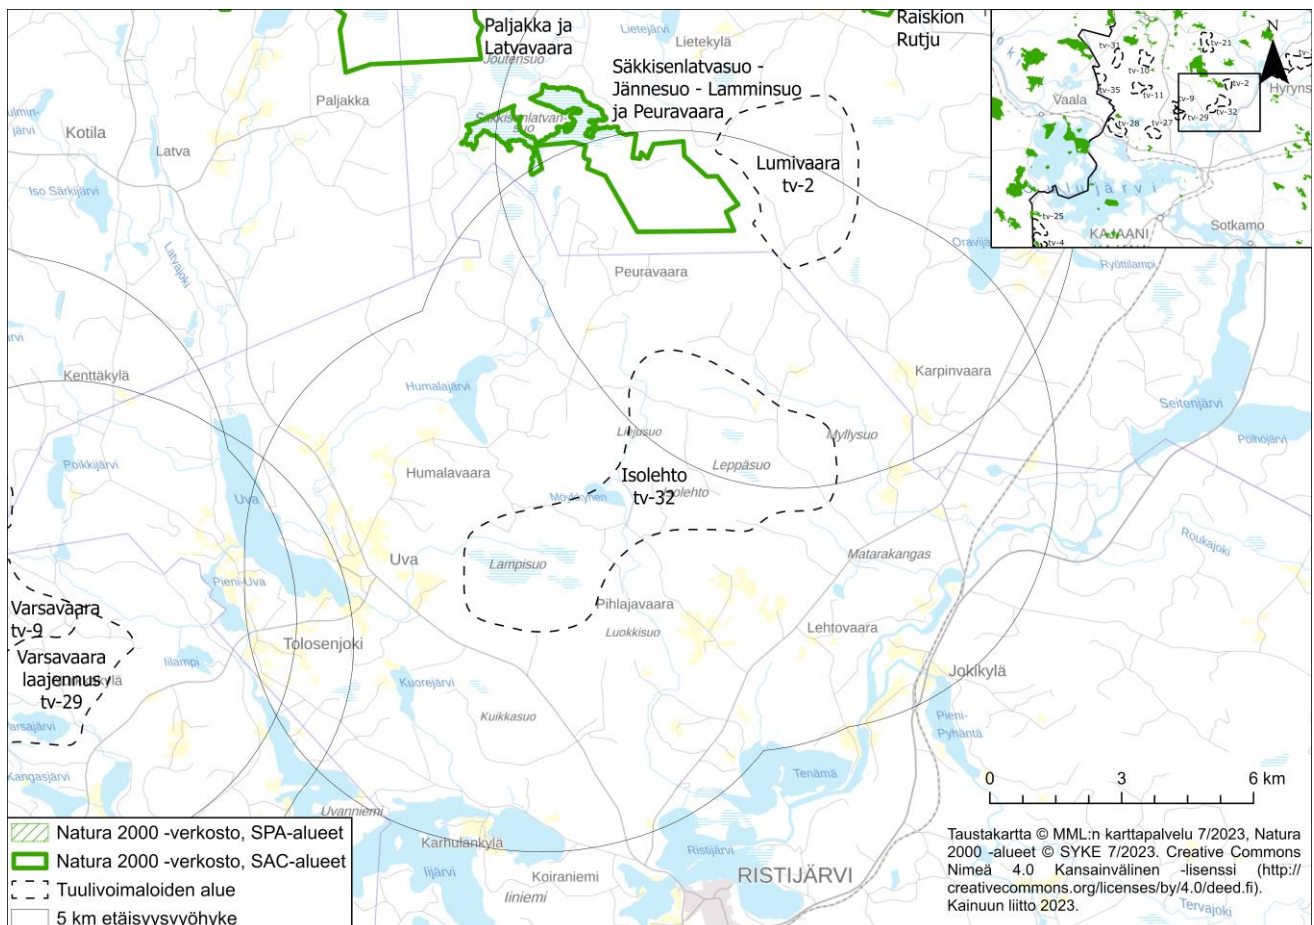 Paljakka ja
Latvavaara
Lietejärvi
Lietekylä
Raiskion
Rutju
Joutensuo
Säkkisenlatvasuo -
Jännesuo - Lamminsuo
ja Peuravaara
Paljakka
Säkkisenlatvan-
suo
Kotila
Latva
Iso Särkijärvi
Lumivaara
tv-2
Latvajoki
Peuravaara
Oravijä
Ryöttilampi
Kenttäkylä
Humalajärvi
Karpinvaara
Seitenjärvi
Pölhöjärvi
Liejusuo
Myllysuo
Leppäsuo
Humalavaara
Poikkijärvi
Uva
Isolehto
tv-32
Isolehto
Möykkynen
Roukajoki
Matarakangas
Uva
Lampisuo
Pieni-Uva
Pihlajavaara
Luokkisuo
Lehtovaara
Varsavaara
tv-9
Tolosenjoki
Iilampi
Varsavaara
laajennus
tv-29
Jokikylä
Kuorejärvi
Kuikkasuo
Pieni-
Pyhäntä
arsajärvi
Kangasjärvi
Tenämä
Uvanniemi
Karhulankylä
Iijärvi
Koiraniemi
Iiniemi
Ristijärvi
RISTIJÄRVI
Tervajoki
N
tv-31
tv-21
tv-10
tv-2
tv-35
tv-11
tv-9
Hyryns
Vaala
tv-32
tv-29
tv-28
tv-27
tv-25
tv-4
KAJAANI
Sotkamo
0 3 6 km
Natura 2000 -verkosto, SPA-alueet
Natura 2000 -verkosto, SAC-alueet
Tuulivoimaloiden alue
5 km etäisyysvyöhyke
Taustakartta © MML:n karttapalvelu 7/2023, Natura
2000 -alueet © SYKE 7/2023. Creative Commons
Nimeä 4.0 Kansainvälinen -lisenssi (http://
creativecommons.org/licenses/by/4.0/deed.fi).
Kainuun liitto 2023.